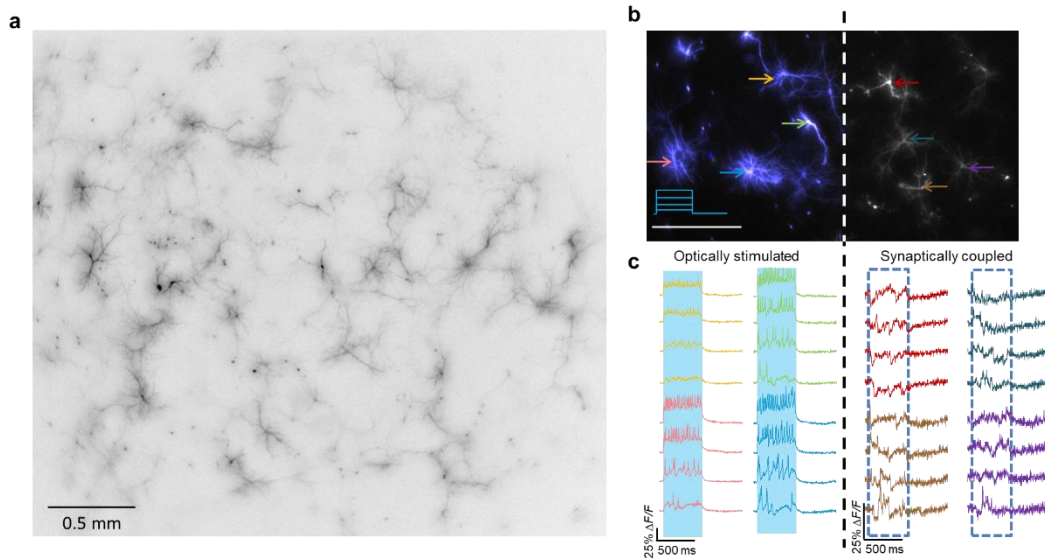 a
0.5 mm
b
Optically stimulated
Synaptically coupled
c
25% ΔF/F
500 ms
25% ΔF/F
500 ms